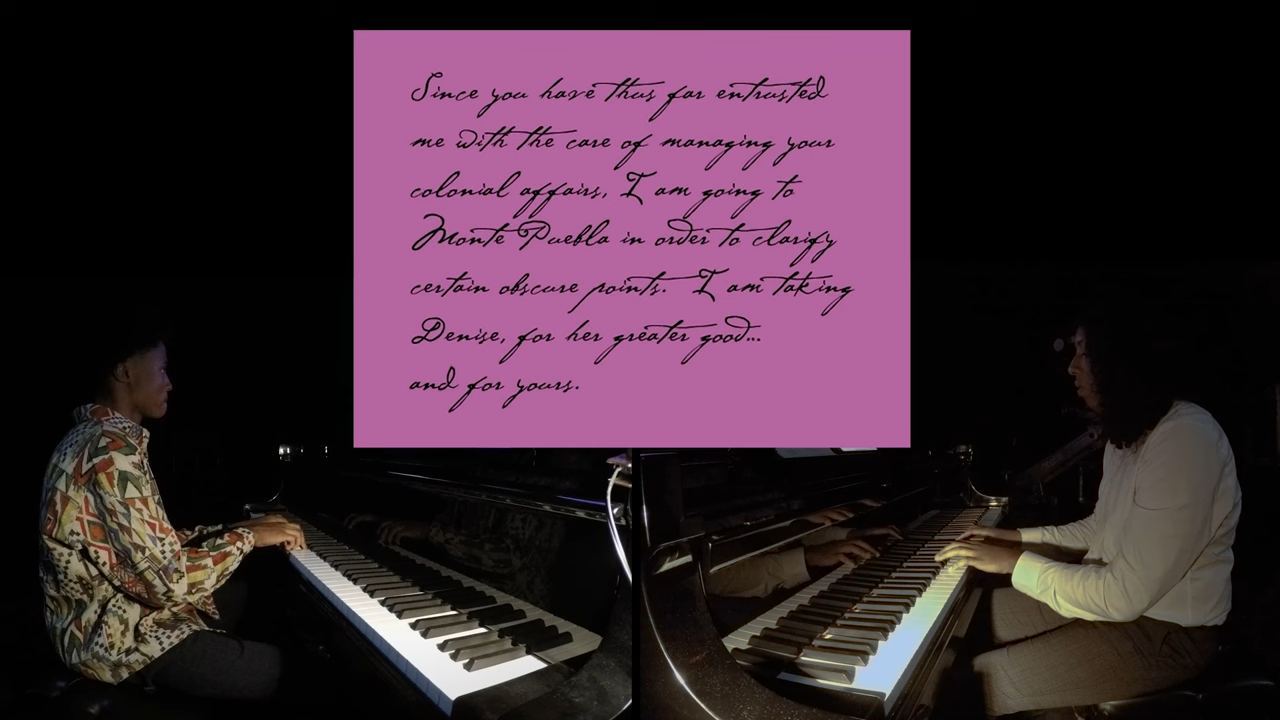 Since you have thus far entrusted
me with the care of managing your
colonial affairs, I am going to
Monte Puebla in order to clarify
certain obscure points. I am taking
Denise, for her greater good...
and for yours.